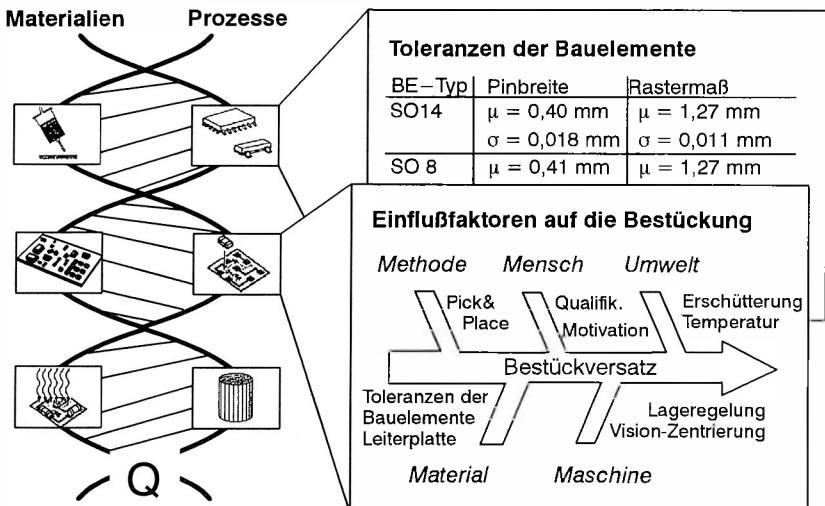 Materialien Prozesse
Toleranzen der Bauelemente
BE-Typ Pinbreite Rastermaß
SO14 μ = 0,40 mm μ = 1,27 mm
σ = 0,018 mm σ = 0,011 mm
SO 8 μ = 0,41 mm μ = 1,27 mm
Einflußfaktoren auf die Bestückung
Methode Mensch Umwelt
Pick& Qualifik. Erschütterung
Place Motivation Temperatur
Bestückversatz
Toleranzen der Lageregelung
Bauelemente Vision-Zentrierung
Leiterplatte
Material Maschine
Q